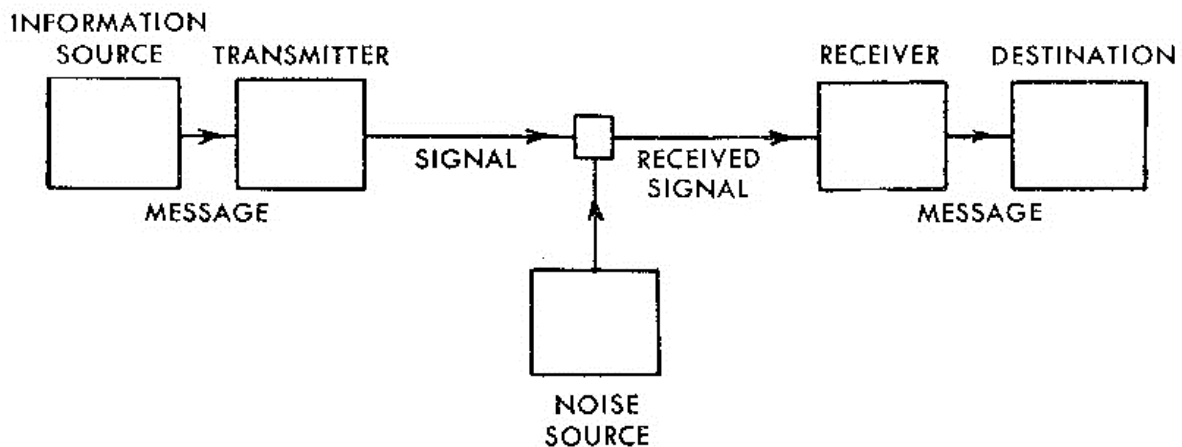 INFORMATION
SOURCE
TRANSMITTER
RECEIVER
DESTINATION
SIGNAL
RECEIVED
SIGNAL
MESSAGE
MESSAGE
NOISE
SOURCE